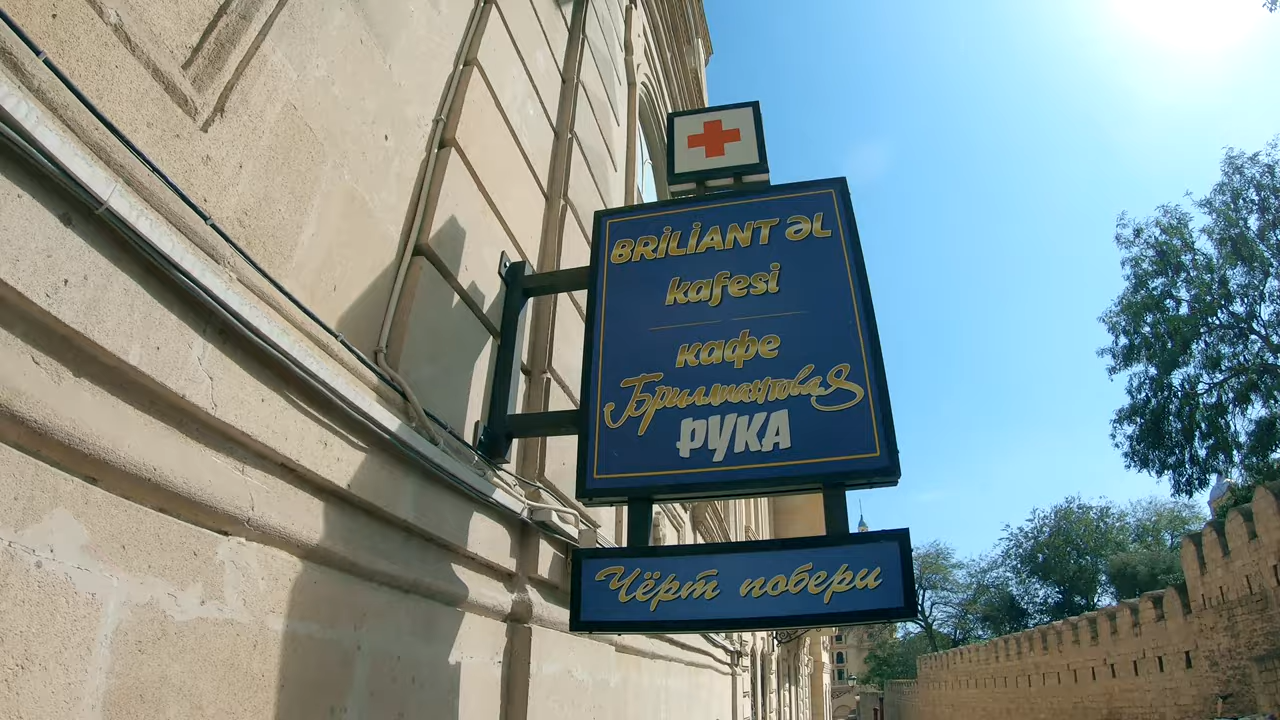 BRİLİANT ƏL
kafesi
кафе
Бриллиантовая
РУКА
Чёрт побери